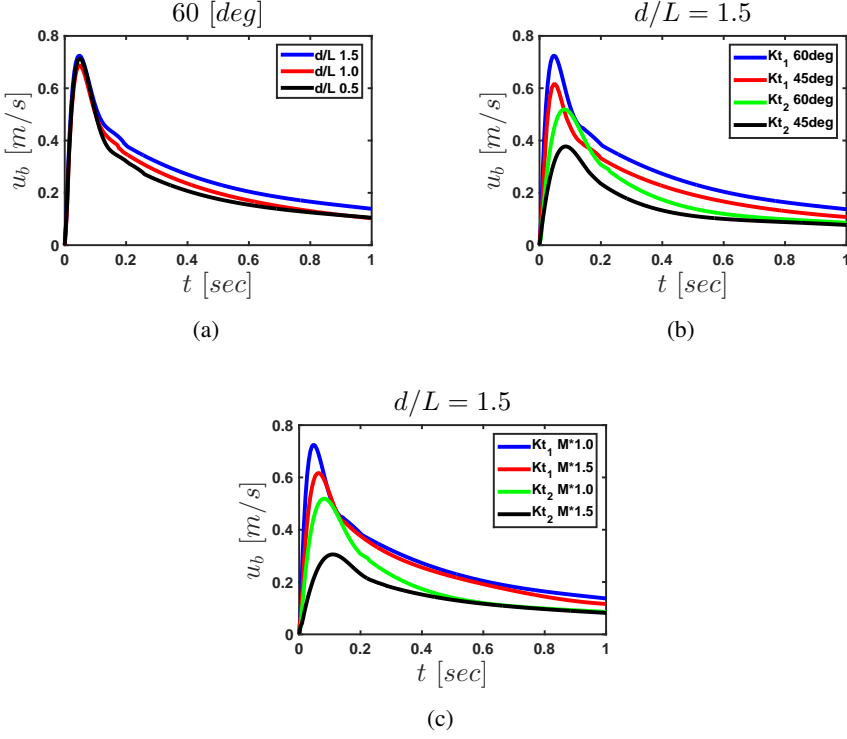 60 [deg]
u_b [m/s]
0.8
0.6
0.4
0.2
0
d/L 1.5
d/L 1.0
d/L 0.5
0 0.2 0.4 0.6 0.8 1
t [sec]
(a)
d/L = 1.5
u_b [m/s]
0.8
0.6
0.4
0.2
0
Kt_1 60deg
Kt_1 45deg
Kt_2 60deg
Kt_2 45deg
0 0.2 0.4 0.6 0.8 1
t [sec]
(b)
d/L = 1.5
u_b [m/s]
0.8
0.6
0.4
0.2
0
Kt_1 M*1.0
Kt_1 M*1.5
Kt_2 M*1.0
Kt_2 M*1.5
0 0.2 0.4 0.6 0.8 1
t [sec]
(c)